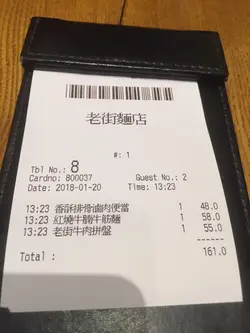 老街麵店
#: 1
Tbl No.: 8
Cardno: 800037 Guest No.: 2
Date: 2018-01-20 Time: 13:23
13:23 香酥排骨滷肉便當 1 48.0
13:23 紅燒牛腩牛筋麵 1 58.0
13:23 老街牛肉拼盤 1 55.0
Total : 161.0